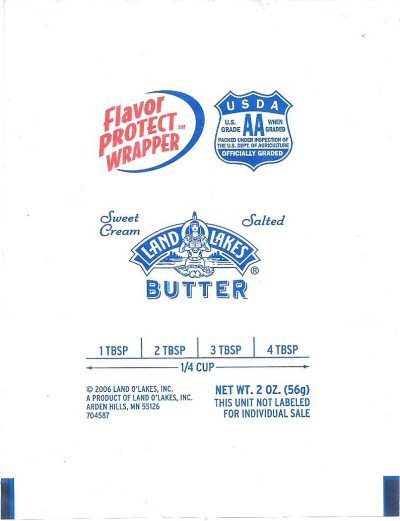 Flavor
PROTECT™
WRAPPER
USDA
U.S. GRADE AA WHEN GRADED
PACKED UNDER INSPECTION OF
THE U.S. DEPT. OF AGRICULTURE
OFFICIALLY GRADED
Sweet Cream
Salted
LAND O LAKES®
BUTTER
1 TBSP 2 TBSP 3 TBSP 4 TBSP
1/4 CUP
© 2006 LAND O'LAKES, INC.
A PRODUCT OF LAND O'LAKES, INC.
ARDEN HILLS, MN 55126
704587
NET WT. 2 OZ. (56g)
THIS UNIT NOT LABELED
FOR INDIVIDUAL SALE